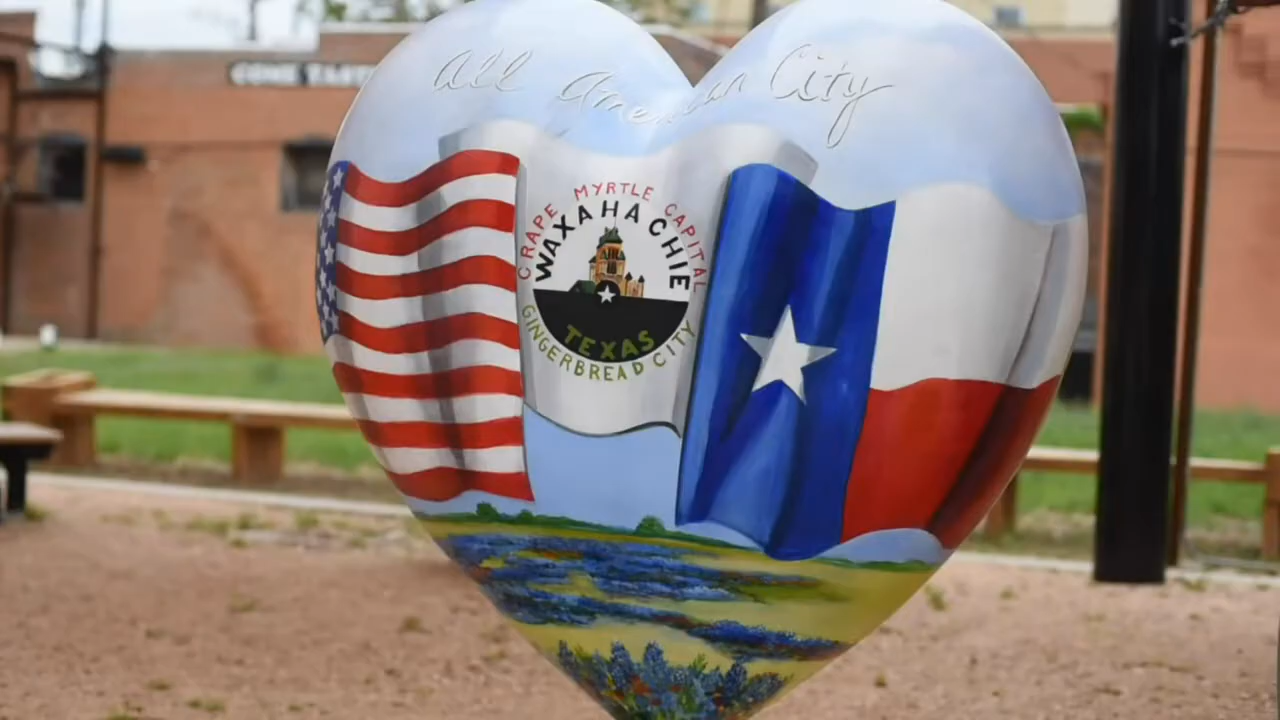 All American City
CRAPE MYRTLE CAPITAL
WAXAHACHIE
TEXAS
GINGERBREAD CITY